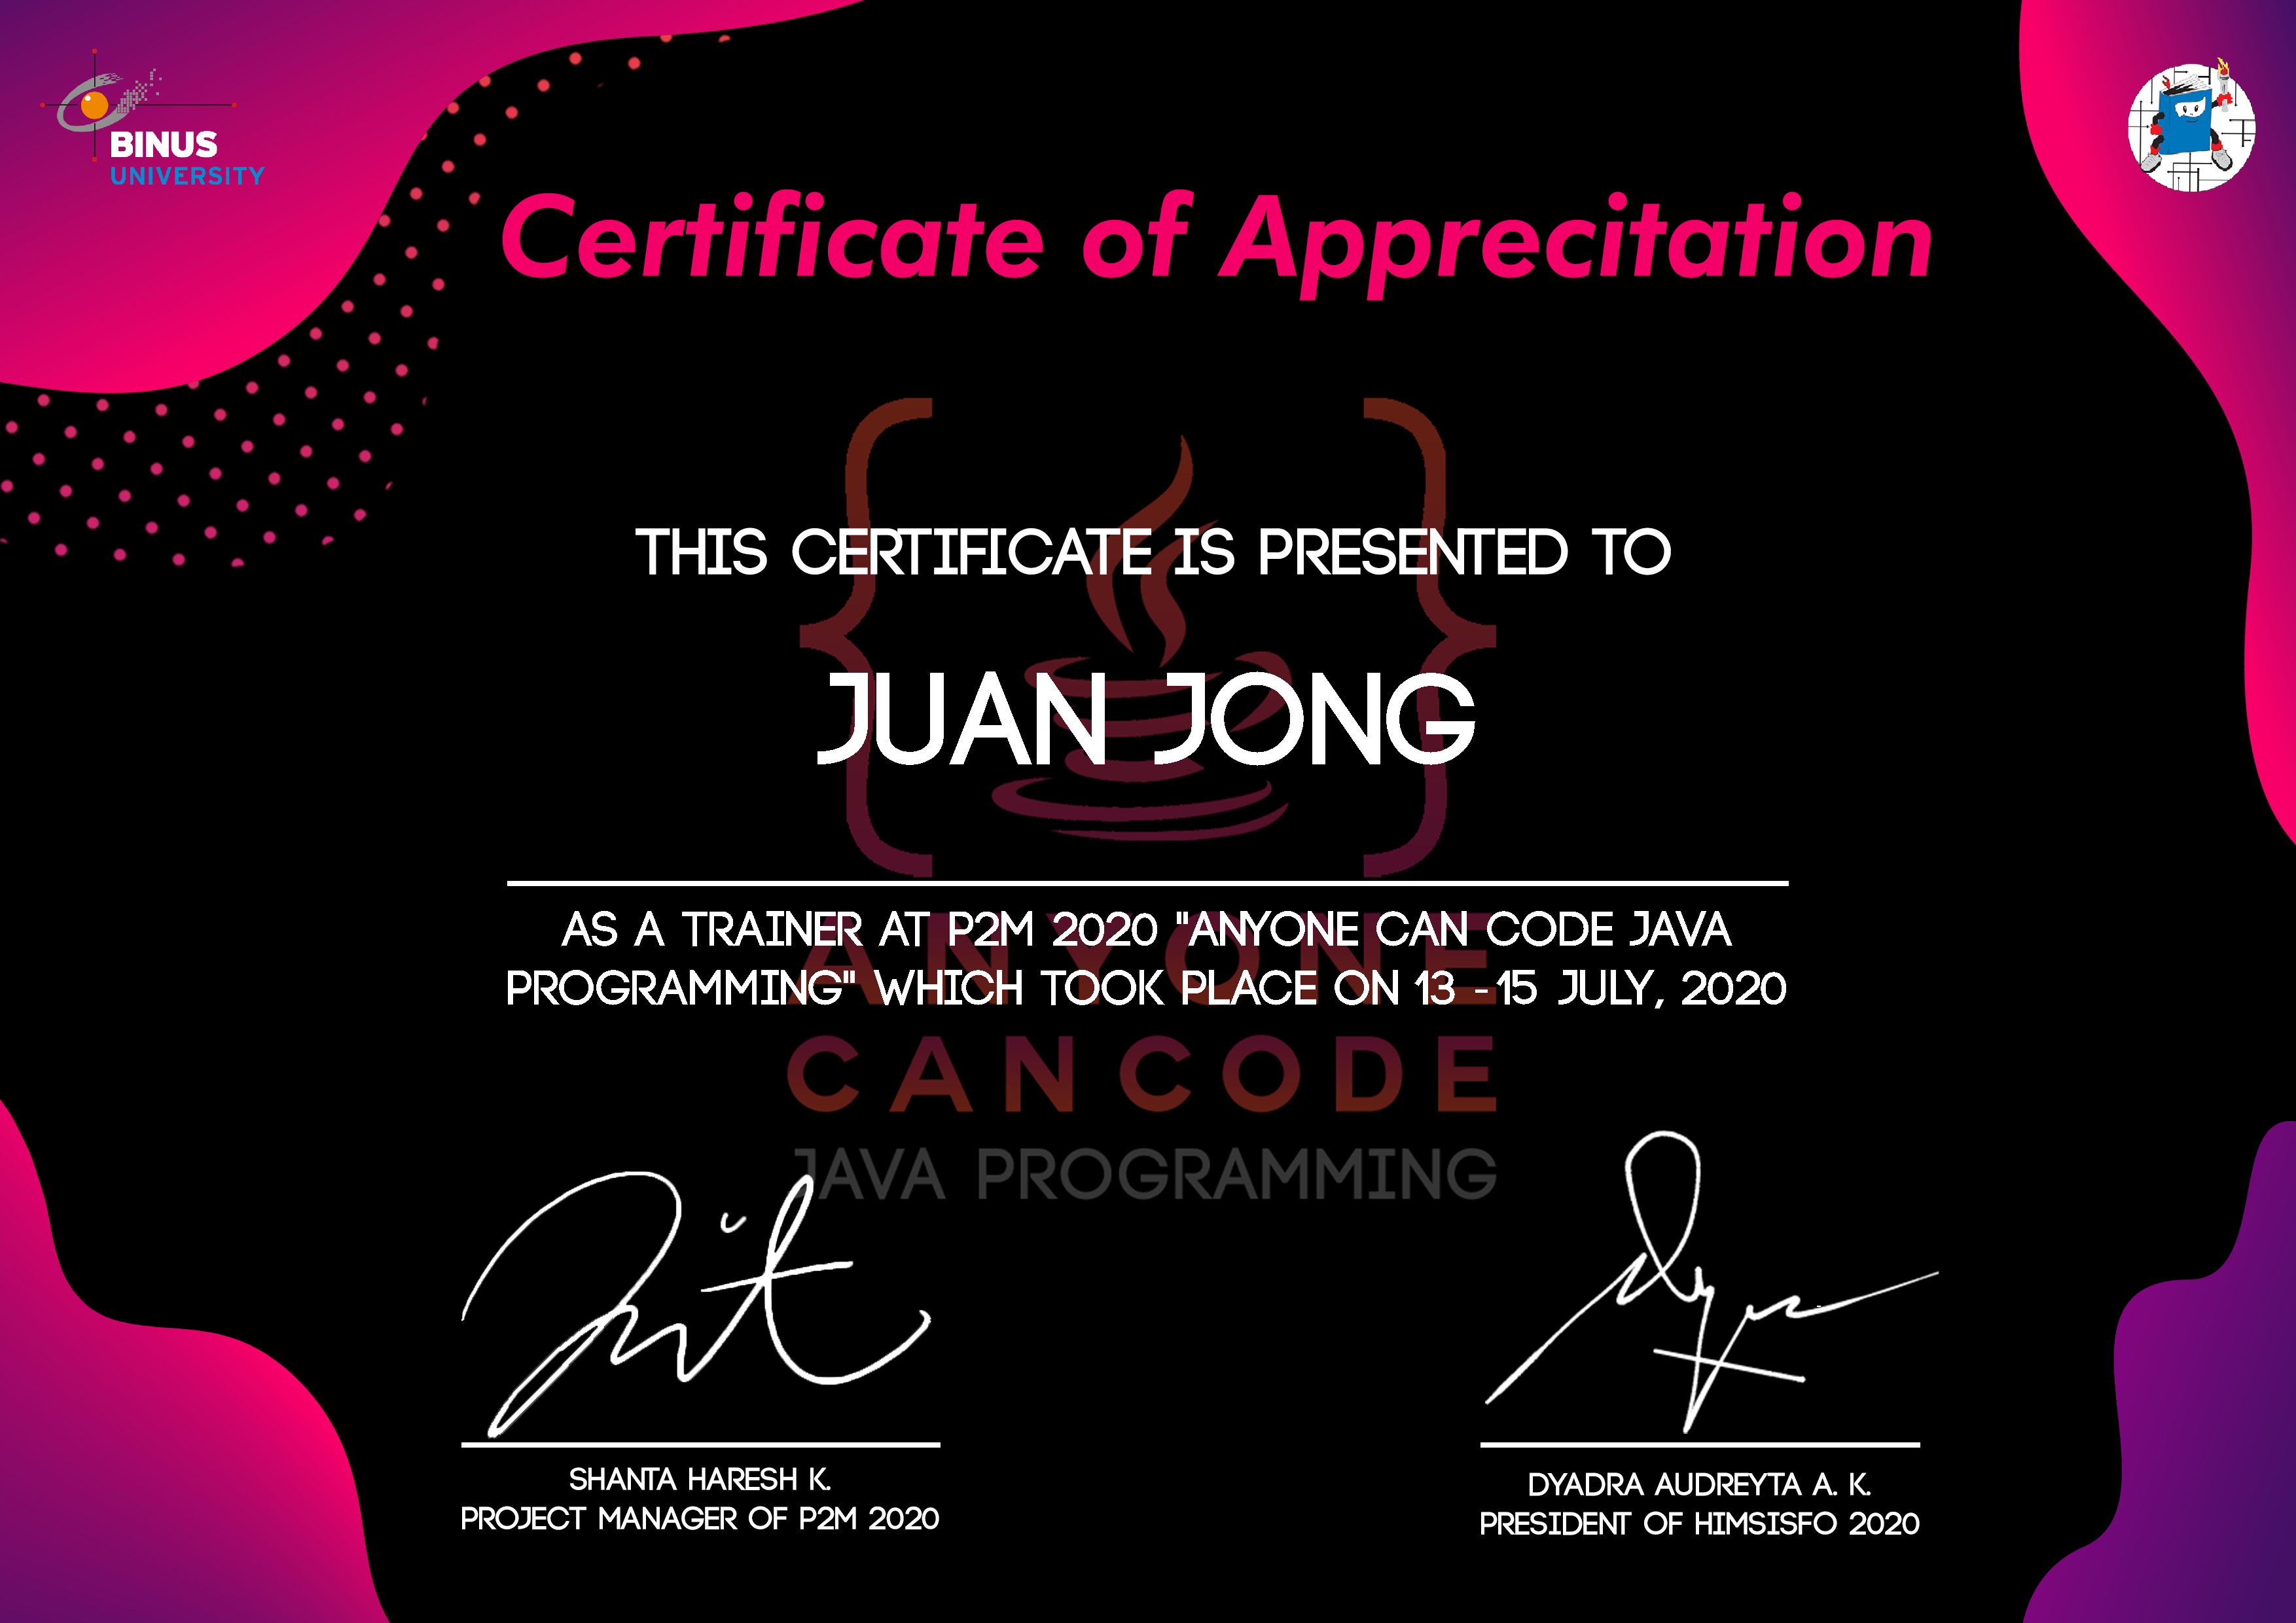 BINUS
UNIVERSITY
Certificate of Apprecitation
THIS CERTIFICATE IS PRESENTED TO
JUAN JONG
AS A TRAINER AT P2M 2020 "ANYONE CAN CODE JAVA
PROGRAMMING" WHICH TOOK PLACE ON 13 -15 JULY, 2020
ANYONE
CAN CODE
JAVA PROGRAMMING
SHANTA HARESH K.
PROJECT MANAGER OF P2M 2020
DYADRA AUDREYTA A. K.
PRESIDENT OF HIMSISFO 2020